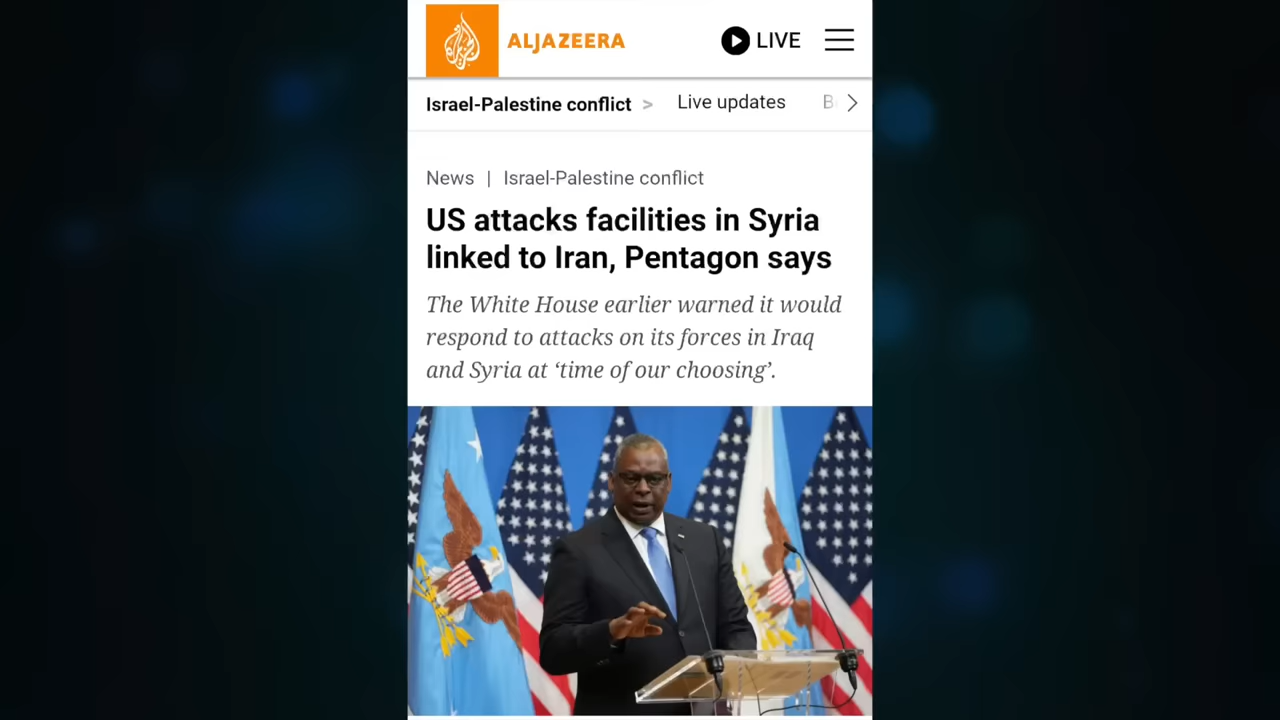 ALJAZEERA
LIVE
Israel-Palestine conflict >
Live updates
News | Israel-Palestine conflict
US attacks facilities in Syria
linked to Iran, Pentagon says
The White House earlier warned it would
respond to attacks on its forces in Iraq
and Syria at ‘time of our choosing’.